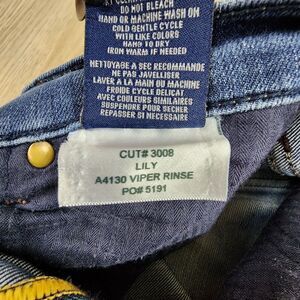 DO NOT BLEACH
HAND OR MACHINE WASH ON
COLD GENTLE CYCLE
WITH LIKE COLORS
HANG TO DRY
IRON WARM IF NEEDED
NETTOYAGE A SEC RECOMMANDE
NE PAS JAVELLISER
LAVER A LA MAIN OU MACHINE
FROIDE CYCLE DELICAT
AVEC COULEURS SIMILAIRES
SUSPENDRE POUR SECHER
REPASSER SI NECESSAIRE
CUT# 3008
LILY
A4130 VIPER RINSE
PO# 5191